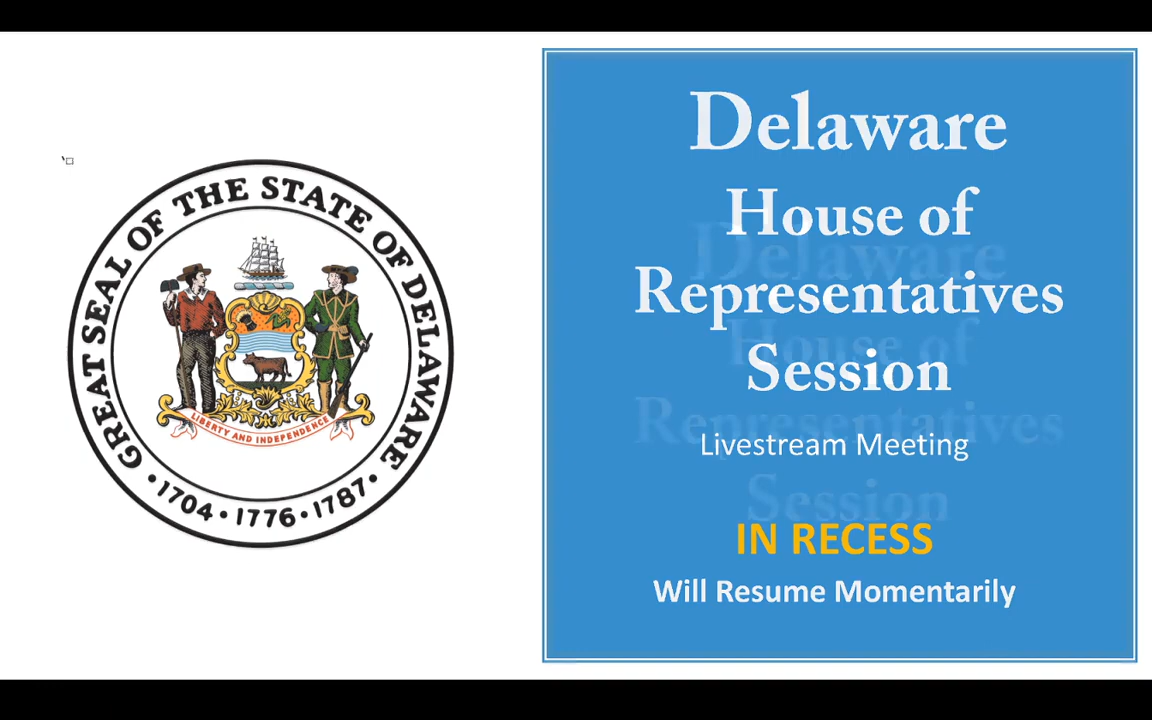 GREAT SEAL OF THE STATE OF DELAWARE
LIBERTY AND INDEPENDENCE
• 1704 • 1776 • 1787 •
Delaware
House of
Representatives
Session
Livestream Meeting
IN RECESS
Will Resume Momentarily